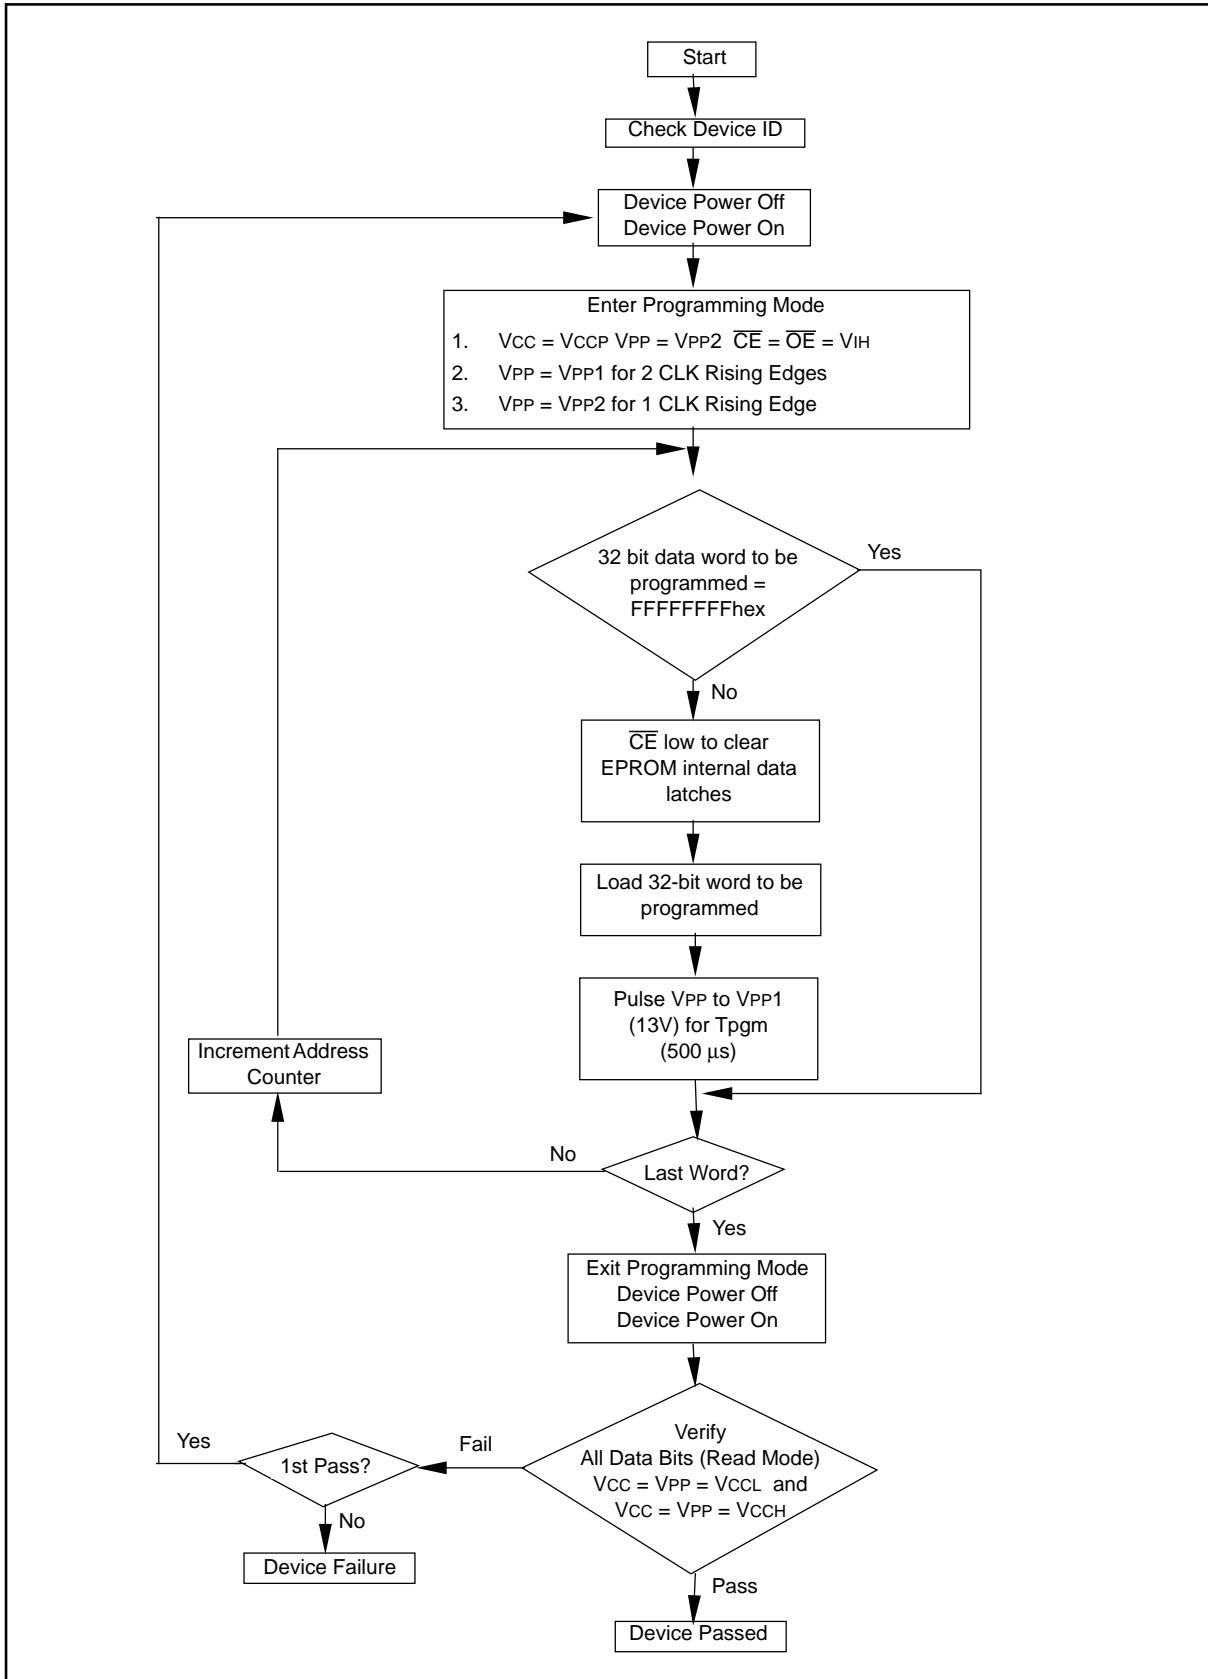 Start
Check Device ID
Device Power Off
Device Power On
Enter Programming Mode
1. VCC = VCCP VPP = VPP2 C̅E̅ = O̅E̅ = VIH
2. VPP = VPP1 for 2 CLK Rising Edges
3. VPP = VPP2 for 1 CLK Rising Edge
32 bit data word to be
programmed =
FFFFFFFFhex
Yes
No
C̅E̅ low to clear
EPROM internal data
latches
Load 32-bit word to be
programmed
Pulse VPP to VPP1
(13V) for Tpgm
(500 μs)
Increment Address
Counter
No
Last Word?
Yes
Exit Programming Mode
Device Power Off
Device Power On
Verify
All Data Bits (Read Mode)
VCC = VPP = VCCL and
VCC = VPP = VCCH
Fail
1st Pass?
Yes
No
Device Failure
Pass
Device Passed